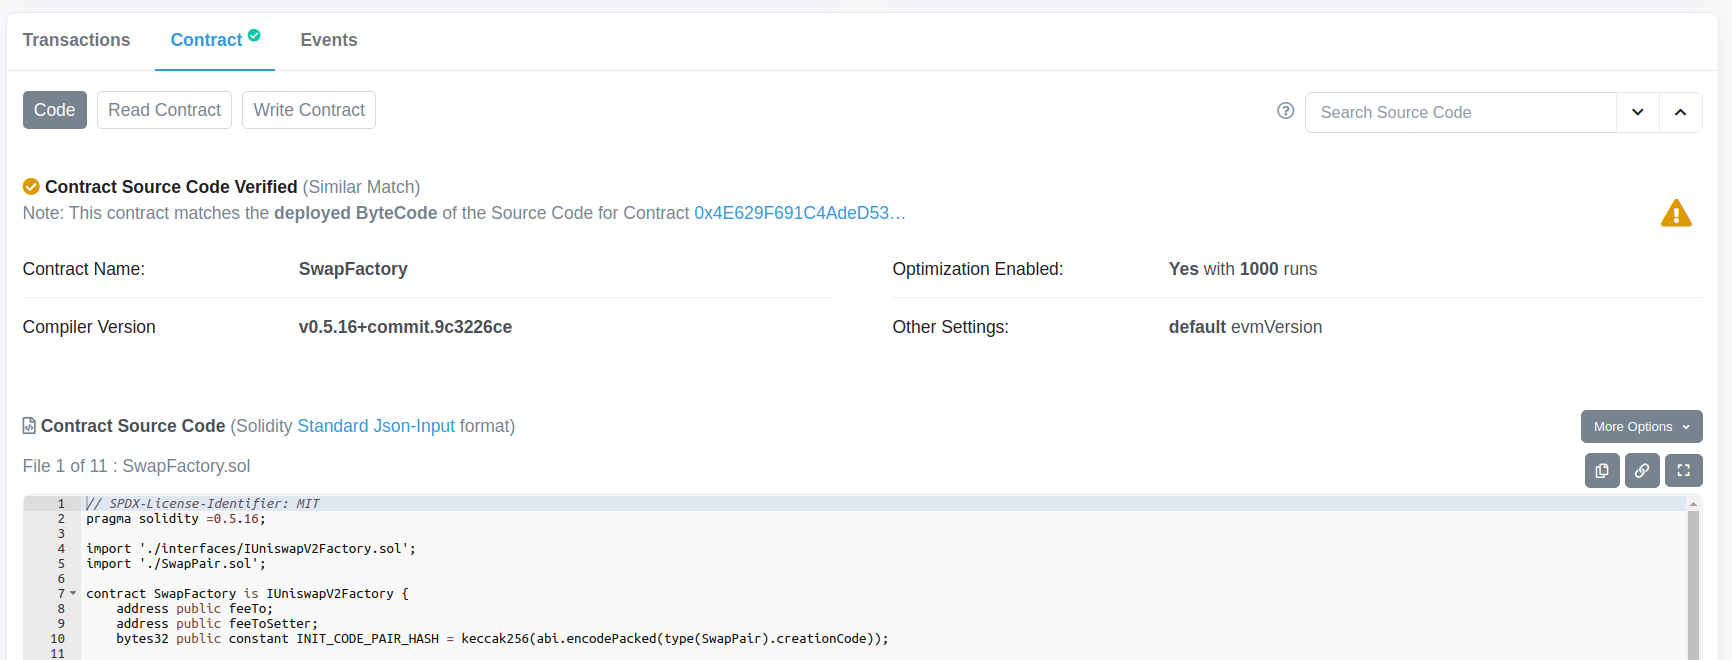 Transactions
Contract
Events
Code
Read Contract
Write Contract
Search Source Code
Contract Source Code Verified (Similar Match)
Note: This contract matches the deployed ByteCode of the Source Code for Contract 0x4E629F691C4AdeD53…
Contract Name: SwapFactory
Optimization Enabled: Yes with 1000 runs
Compiler Version v0.5.16+commit.9c3226ce
Other Settings: default evmVersion
Contract Source Code (Solidity Standard Json-Input format)
More Options
File 1 of 11 : SwapFactory.sol
1 // SPDX-License-Identifier: MIT
2 pragma solidity =0.5.16;
3
4 import './interfaces/IUniswapV2Factory.sol';
5 import './SwapPair.sol';
6
7 contract SwapFactory is IUniswapV2Factory {
8 address public feeTo;
9 address public feeToSetter;
10 bytes32 public constant INIT_CODE_PAIR_HASH = keccak256(abi.encodePacked(type(SwapPair).creationCode));
11